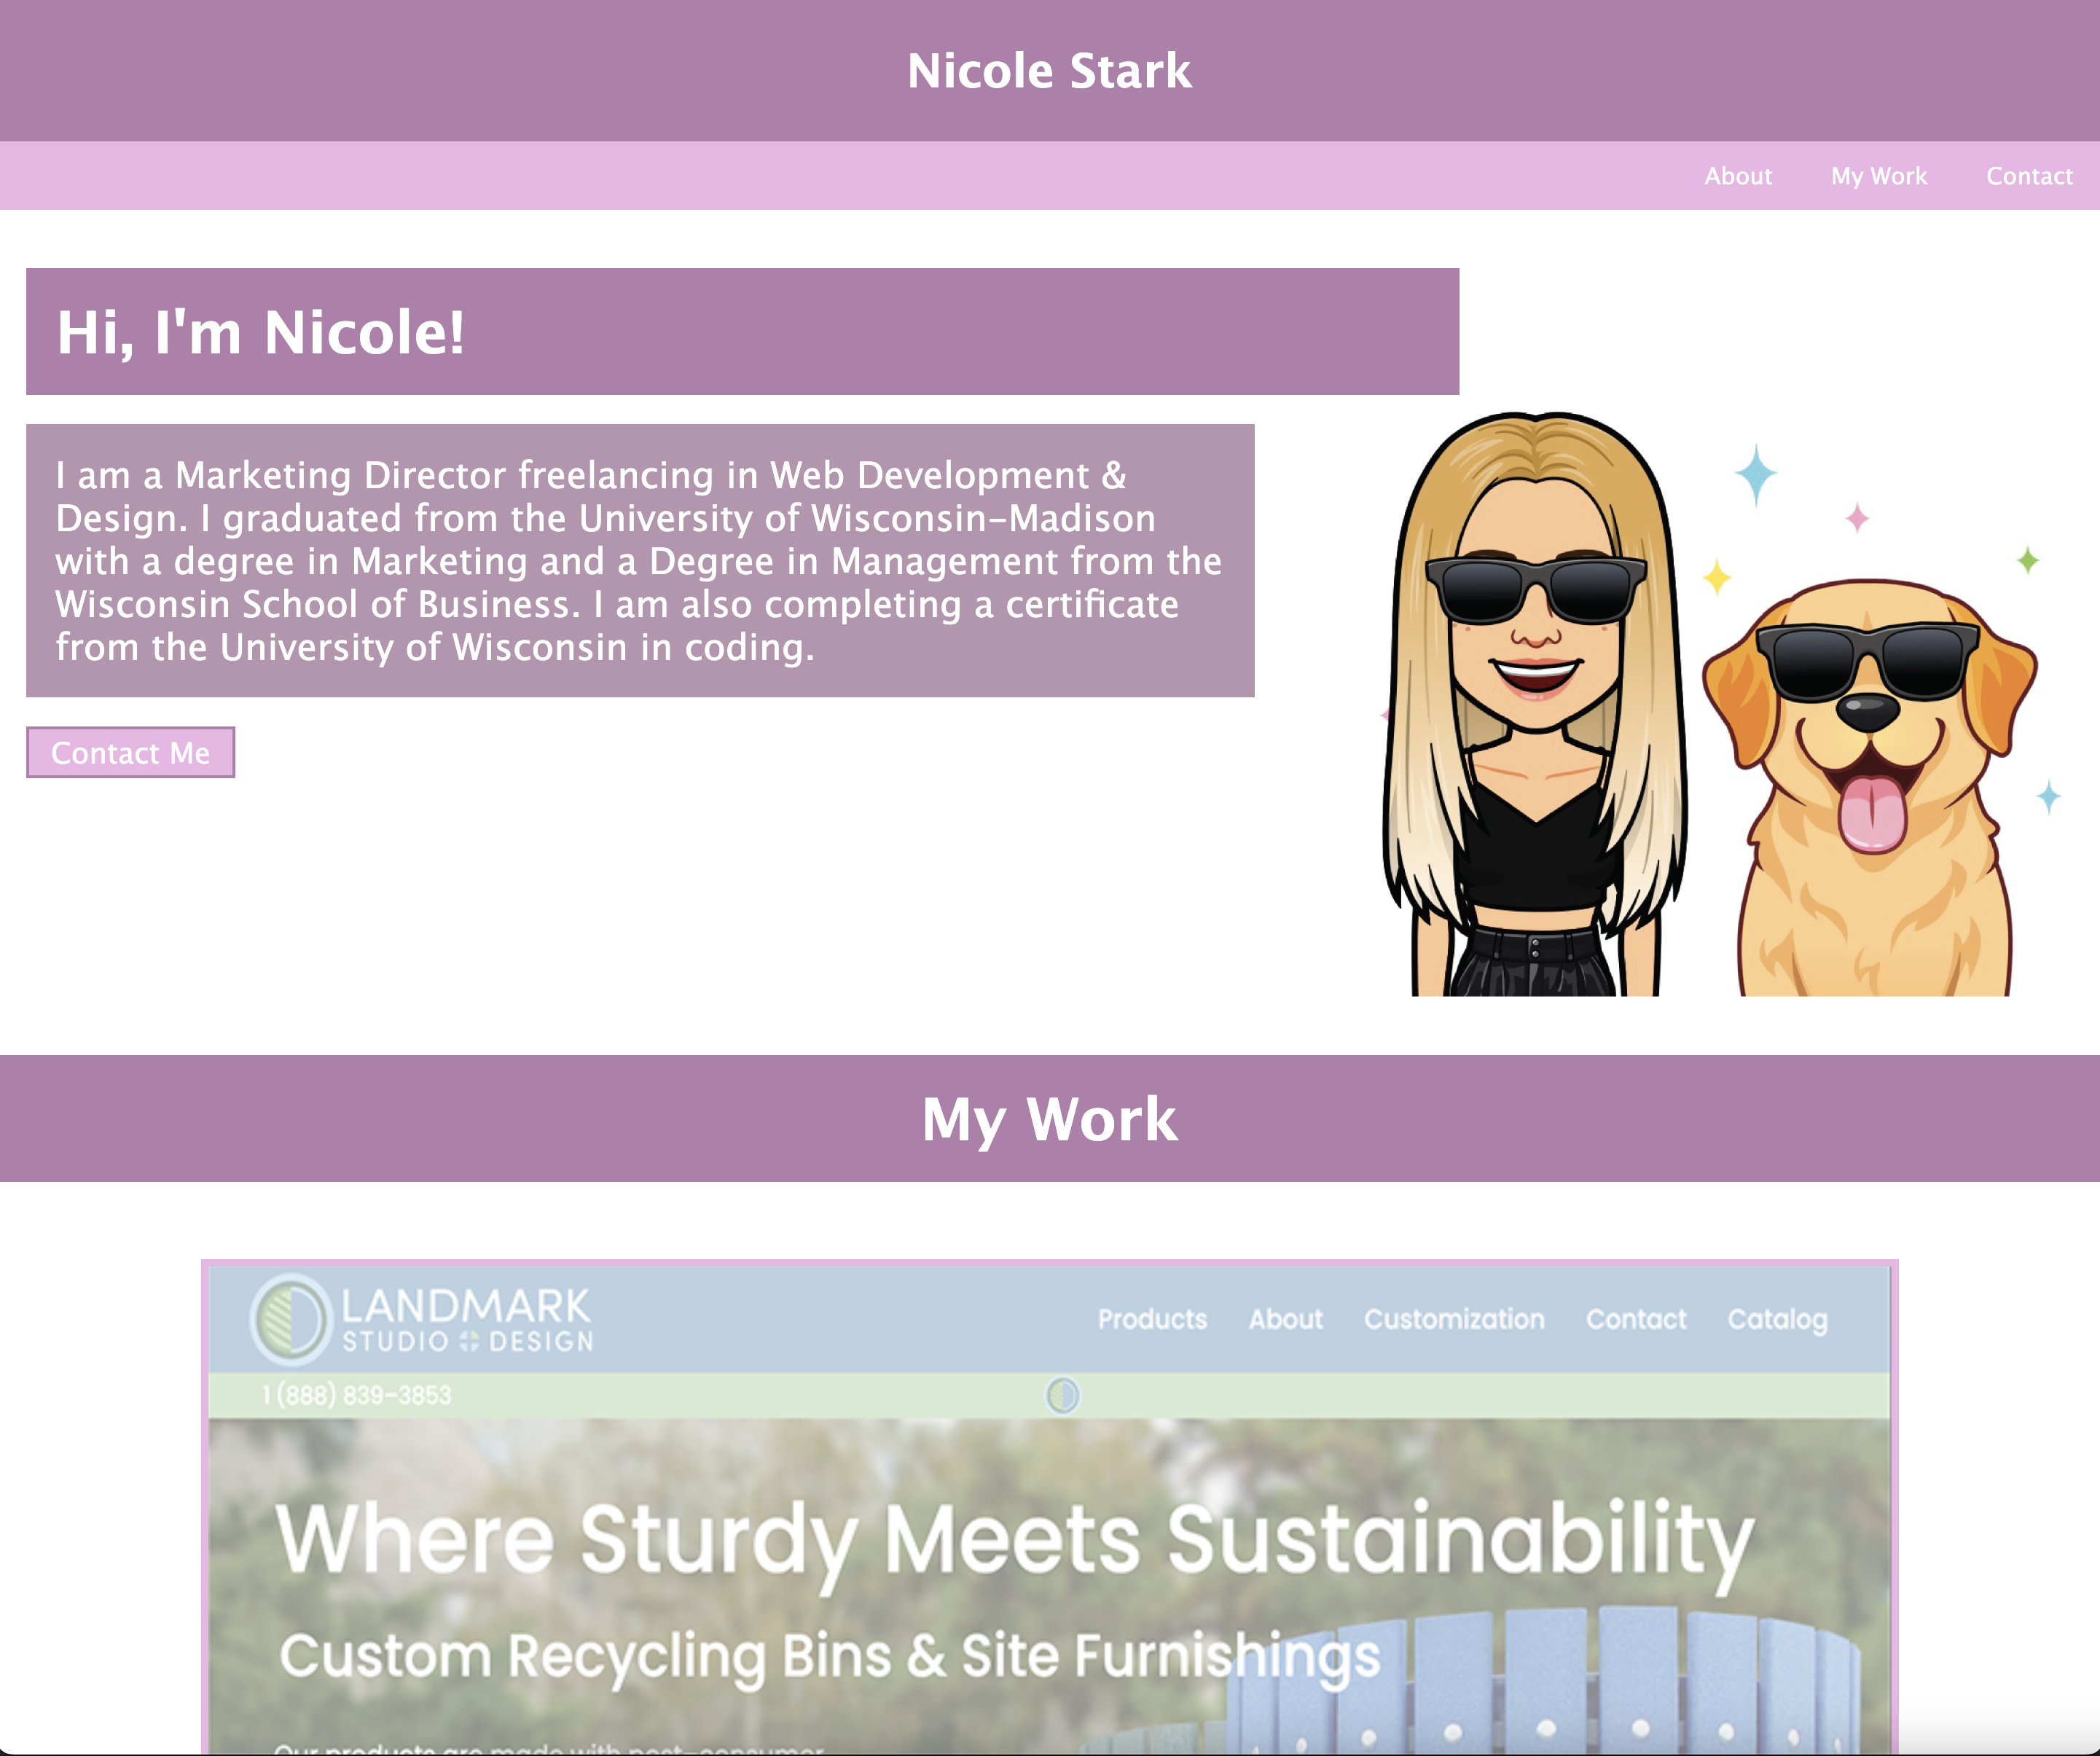 Nicole Stark
About My Work Contact
Hi, I'm Nicole!
I am a Marketing Director freelancing in Web Development &
Design. I graduated from the University of Wisconsin-Madison
with a degree in Marketing and a Degree in Management from the
Wisconsin School of Business. I am also completing a certificate
from the University of Wisconsin in coding.
Contact Me
My Work
LANDMARK
STUDIO DESIGN
Products About Customization Contact Catalog
1 (888) 839-3853
Where Sturdy Meets Sustainability
Custom Recycling Bins & Site Furnishings
Our products are made with post-consumer